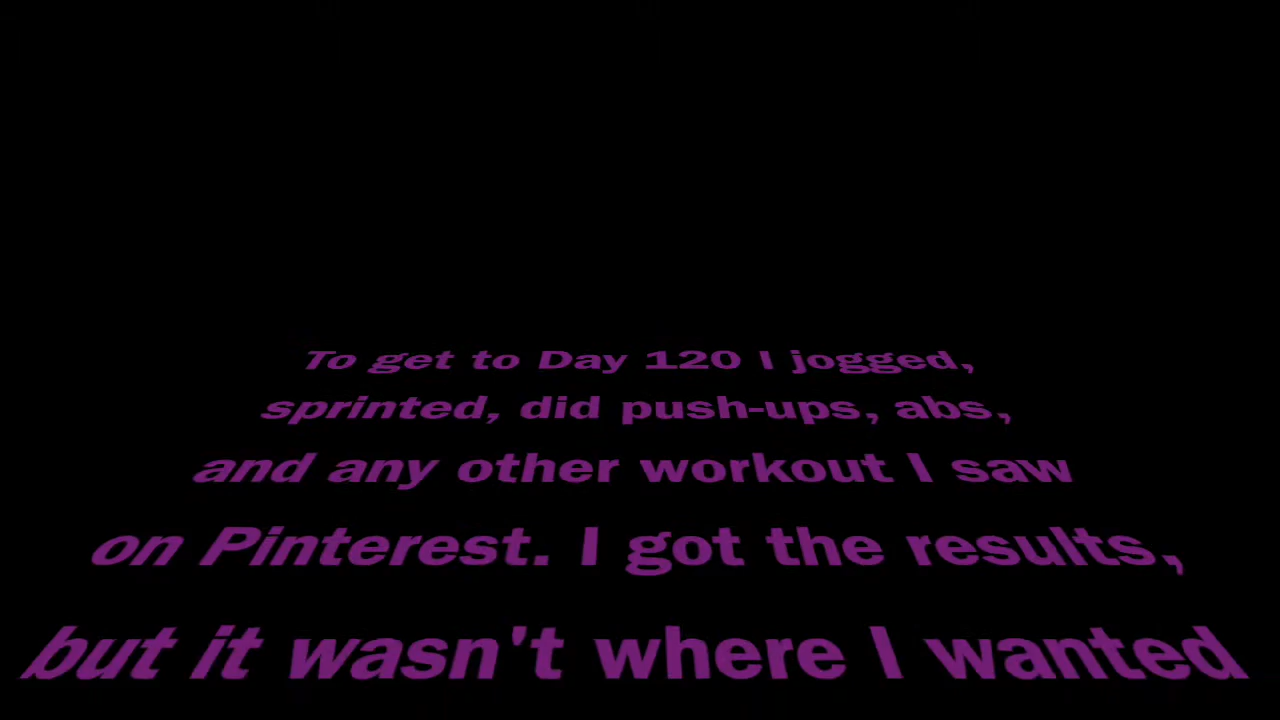 To get to Day 120 I jogged,
sprinted, did push-ups, abs,
and any other workout I saw
on Pinterest. I got the results,
but it wasn't where I wanted